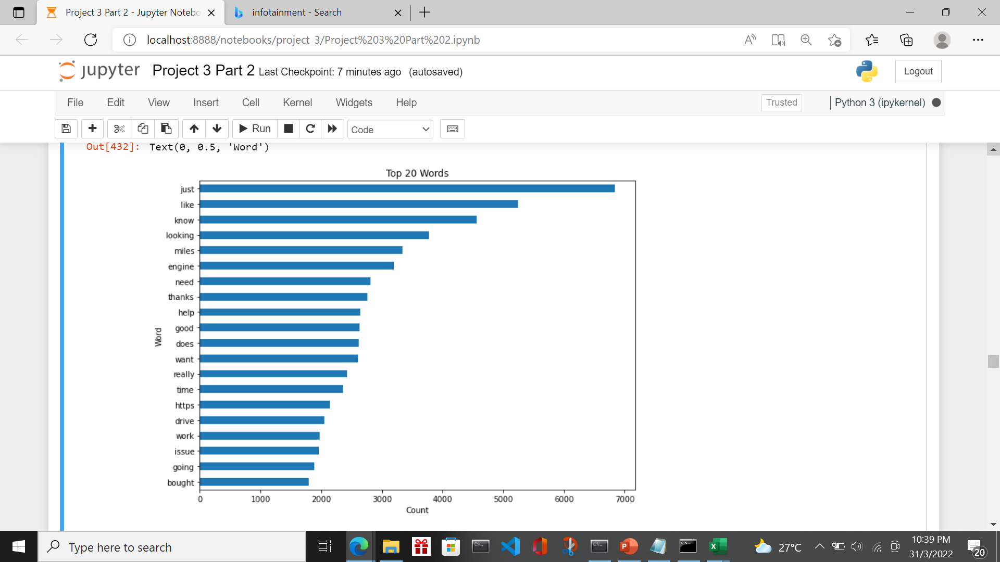 Project 3 Part 2 - Jupyter Notebo
infotainment - Search
localhost:8888/notebooks/project_3/Project%203%20Part%202.ipynb
jupyter Project 3 Part 2 Last Checkpoint: 7 minutes ago (autosaved)
Logout
File Edit View Insert Cell Kernel Widgets Help
Trusted
Python 3 (ipykernel)
Run
Code
Out[432]: Text(0, 0.5, 'Word')
Top 20 Words
just
like
know
looking
miles
engine
need
thanks
help
good
does
want
really
time
https
drive
work
issue
going
bought
Word
0 1000 2000 3000 4000 5000 6000 7000
Count
Type here to search
27°C
10:39 PM
31/3/2022
20